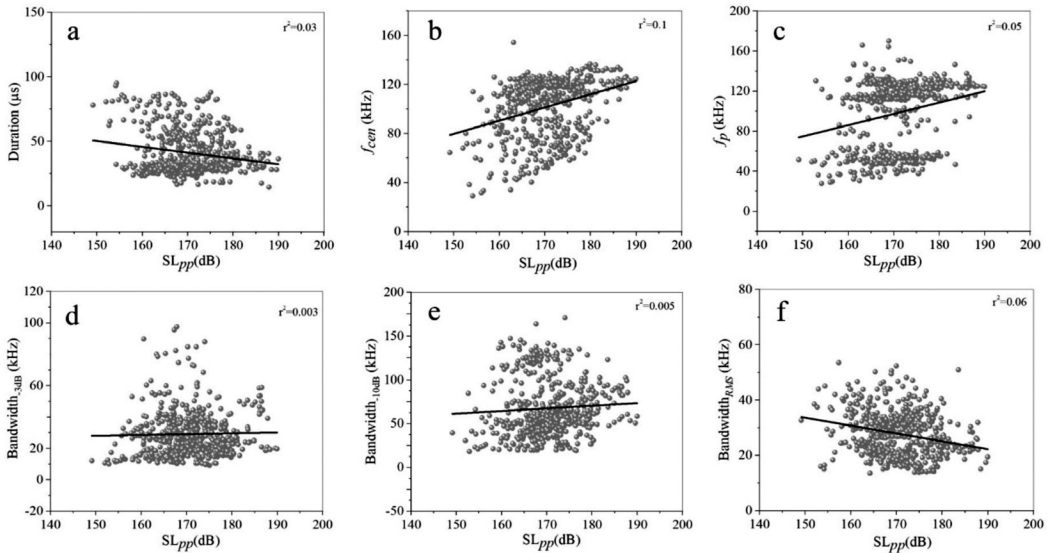 a
r²=0.03
Duration (μs)
150
100
50
0
140 150 160 170 180 190 200
SLpp(dB)
b
r²=0.1
fcen (kHz)
160
120
80
40
0
140 150 160 170 180 190 200
SLpp(dB)
c
r²=0.05
fp (kHz)
200
160
120
80
40
0
140 150 160 170 180 190 200
SLpp(dB)
d
r²=0.003
Bandwidth-3dB (kHz)
120
100
80
60
40
20
0
-20
140 150 160 170 180 190 200
SLpp(dB)
e
r²=0.005
Bandwidth-10dB (kHz)
200
150
100
50
0
-50
140 150 160 170 180 190 200
SLpp(dB)
f
r²=0.06
BandwidthRMS (kHz)
80
60
40
20
0
140 150 160 170 180 190 200
SLpp(dB)